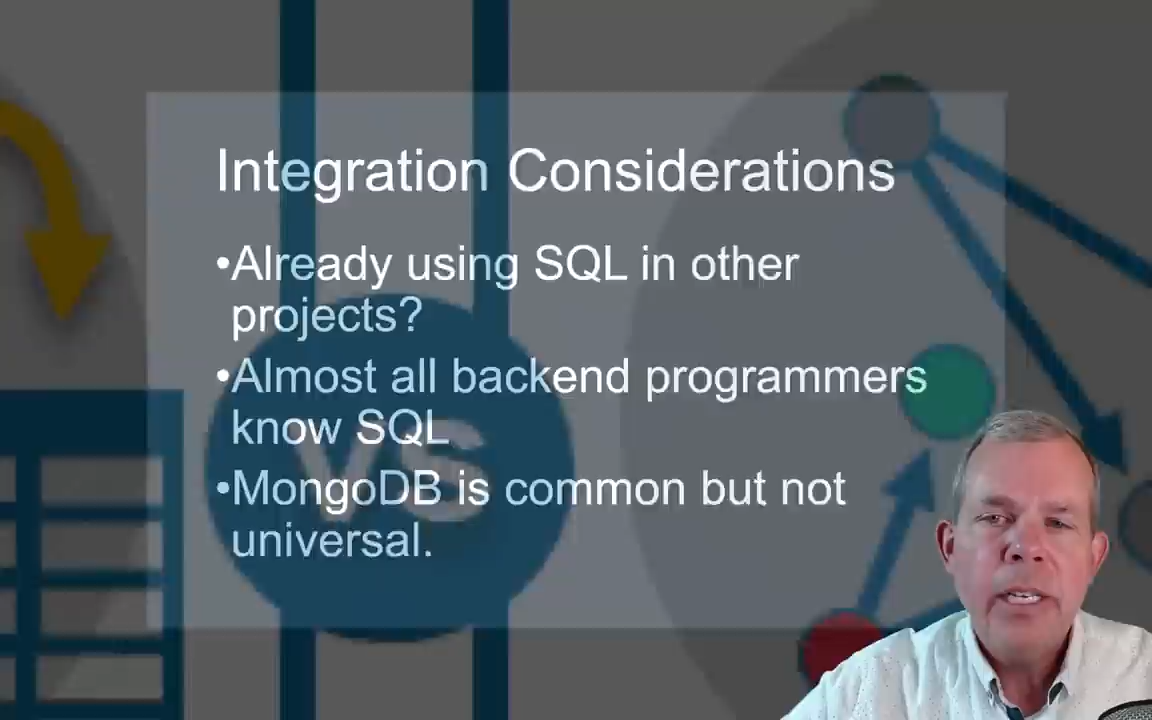 Integration Considerations
•Already using SQL in other
projects?
•Almost all backend programmers
know SQL
•MongoDB is common but not
universal.
VS